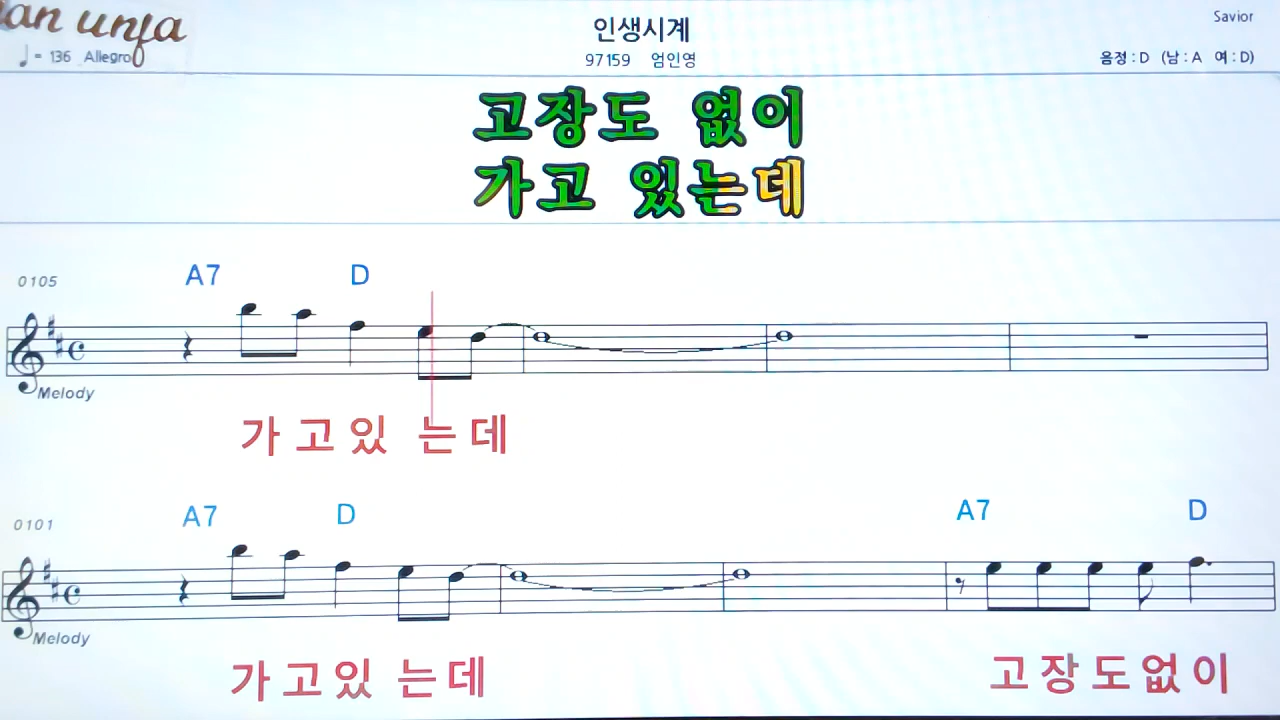 Savior
인생시계
♩= 136 Allegro
97159 엄인영
음정 : D (남 : A 여 : D)
고장도 없이
가고 있는데
0105
A7 D
Melody
가 고 있 는 데
0101
A7 D A7 D
Melody
가 고 있 는 데 고 장 도 없 이